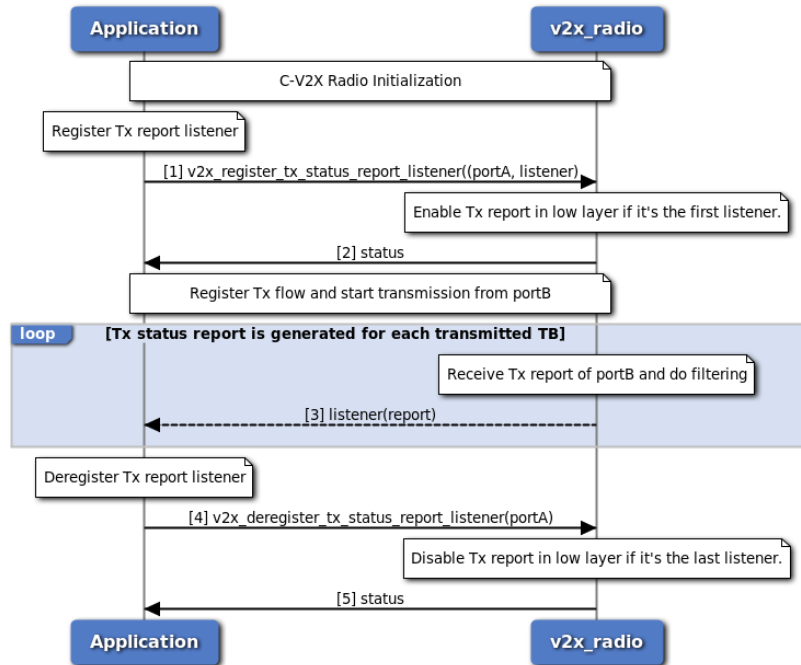 Application
v2x_radio
C-V2X Radio Initialization
Register Tx report listener
[1] v2x_register_tx_status_report_listener((portA, listener)
Enable Tx report in low layer if it's the first listener.
[2] status
Register Tx flow and start transmission from portB
loop
[Tx status report is generated for each transmitted TB]
Receive Tx report of portB and do filtering
[3] listener(report)
Deregister Tx report listener
[4] v2x_deregister_tx_status_report_listener(portA)
Disable Tx report in low layer if it's the last listener.
[5] status
Application
v2x_radio